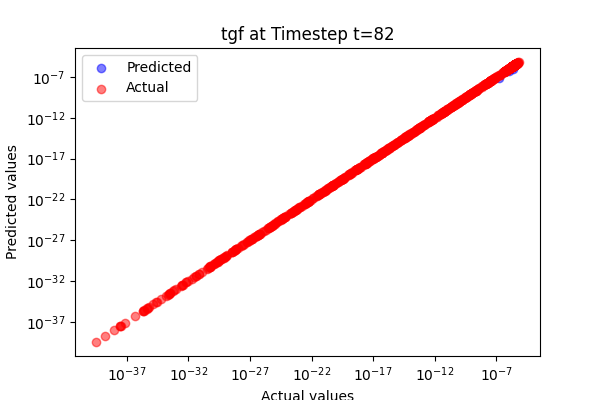 tgf at Timestep t=82
Predicted
Actual
Predicted values
10⁻⁷
10⁻¹²
10⁻¹⁷
10⁻²²
10⁻²⁷
10⁻³²
10⁻³⁷
10⁻³⁷ 10⁻³² 10⁻²⁷ 10⁻²² 10⁻¹⁷ 10⁻¹² 10⁻⁷
Actual values